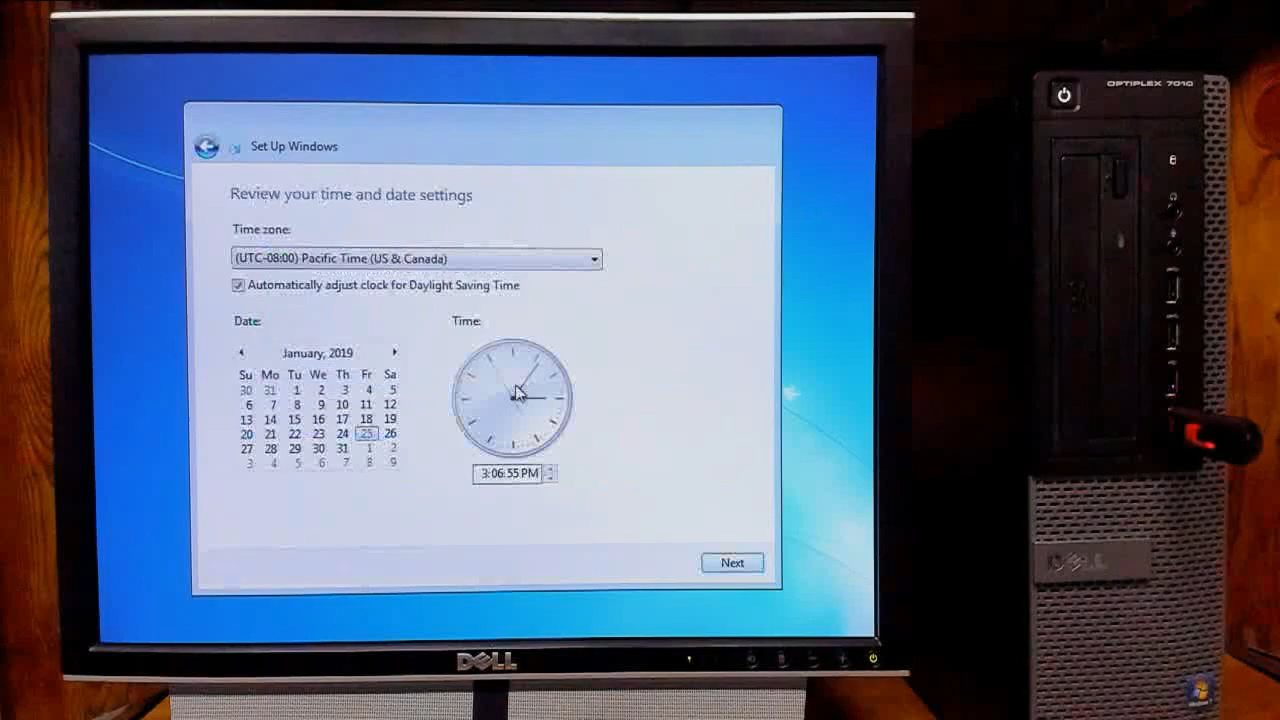 OPTIPLEX 7010
Set Up Windows
Review your time and date settings
Time zone:
(UTC-08:00) Pacific Time (US & Canada)
Automatically adjust clock for Daylight Saving Time
Date:
Time:
January, 2019
Su Mo Tu We Th Fr Sa
30 31 1 2 3 4 5
6 7 8 9 10 11 12
13 14 15 16 17 18 19
20 21 22 23 24 25 26
27 28 29 30 31 1 2
3 4 5 6 7 8 9
3:06:55 PM
Next
DELL
DELL